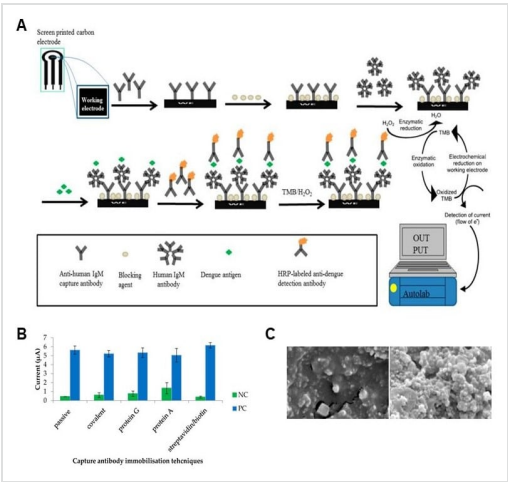 A
Screen printed carbon
electrode
Working
electrode
H₂O₂
Enzymatic
reduction
H₂O
TMB
Enzymatic
oxidation
Electrochemical
reduction on
working electrode
Oxidized
TMB
Detection of current
(flow of e⁻)
TMB/H₂O₂
OUT
PUT
Autolab
Anti-human IgM
capture antibody
Blocking
agent
Human IgM
antibody
Dengue antigen
HRP-labeled anti-dengue
detection antibody
B
Current (µA)
7
6
5
4
3
2
1
0
passive
covalent
protein G
protein A
streptavidin/biotin
NC
PC
Capture antibody immobilisation tehcniques
C